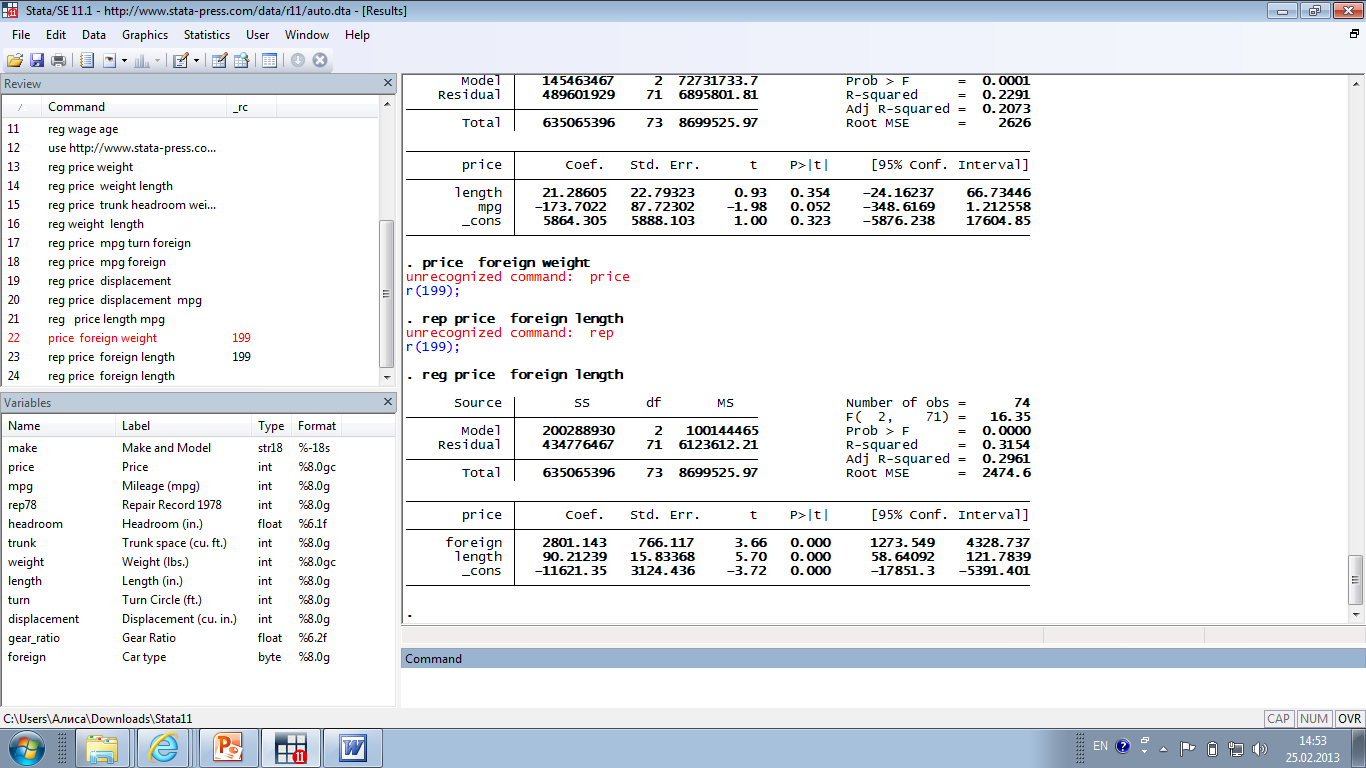 Stata/SE 11.1 - http://www.stata-press.com/data/r11/auto.dta - [Results]
File Edit Data Graphics Statistics User Window Help
Review
/ Command _rc
11 reg wage age
12 use http://www.stata-press.co...
13 reg price weight
14 reg price weight length
15 reg price trunk headroom wei...
16 reg weight length
17 reg price mpg turn foreign
18 reg price mpg foreign
19 reg price displacement
20 reg price displacement mpg
21 reg price length mpg
22 price foreign weight 199
23 rep price foreign length 199
24 reg price foreign length
Variables
Name Label Type Format
make Make and Model str18 %-18s
price Price int %8.0gc
mpg Mileage (mpg) int %8.0g
rep78 Repair Record 1978 int %8.0g
headroom Headroom (in.) float %6.1f
trunk Trunk space (cu. ft.) int %8.0g
weight Weight (lbs.) int %8.0gc
length Length (in.) int %8.0g
turn Turn Circle (ft.) int %8.0g
displacement Displacement (cu. in.) int %8.0g
gear_ratio Gear Ratio float %6.2f
foreign Car type byte %8.0g
Model 145463467 2 72731733.7 Prob > F = 0.0001
Residual 489601929 71 6895801.81 R-squared = 0.2291
Adj R-squared = 0.2073
Total 635065396 73 8699525.97 Root MSE = 2626
price Coef. Std. Err. t P>|t| [95% Conf. Interval]
length 21.28605 22.79323 0.93 0.354 -24.16237 66.73446
mpg -173.7022 87.72302 -1.98 0.052 -348.6169 1.212558
_cons 5864.305 5888.103 1.00 0.323 -5876.238 17604.85
. price foreign weight
unrecognized command: price
r(199);
. rep price foreign length
unrecognized command: rep
r(199);
. reg price foreign length
Source SS df MS Number of obs = 74
F( 2, 71) = 16.35
Model 200288930 2 100144465 Prob > F = 0.0000
Residual 434776467 71 6123612.21 R-squared = 0.3154
Adj R-squared = 0.2961
Total 635065396 73 8699525.97 Root MSE = 2474.6
price Coef. Std. Err. t P>|t| [95% Conf. Interval]
foreign 2801.143 766.117 3.66 0.000 1273.549 4328.737
length 90.21239 15.83368 5.70 0.000 58.64092 121.7839
_cons -11621.35 3124.436 -3.72 0.000 -17851.3 -5391.401
.
Command
C:\Users\Алиса\Downloads\Stata11 CAP NUM OVR
EN 14:53
25.02.2013